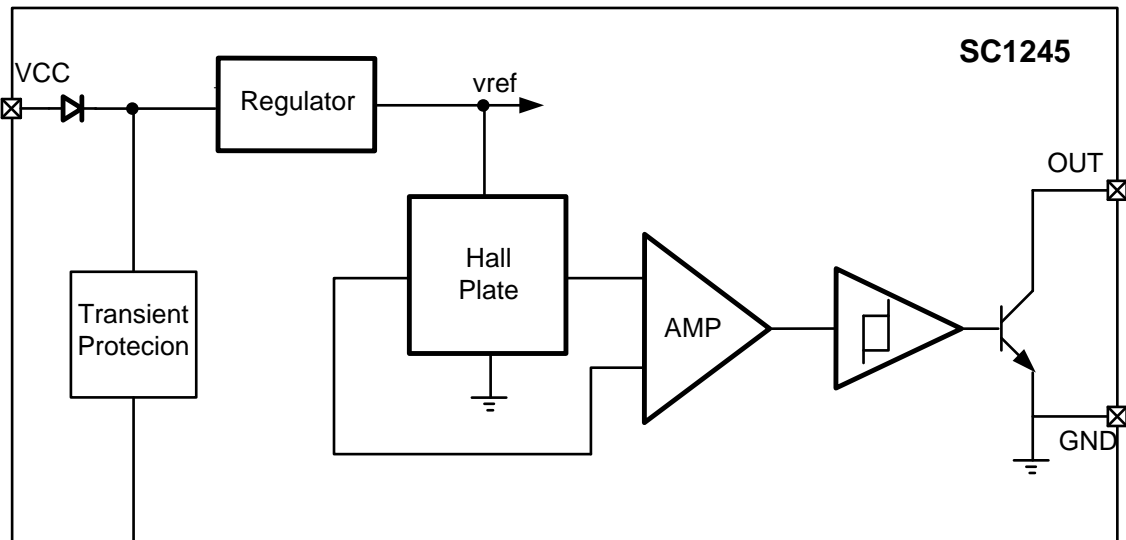 SC1245
VCC
Regulator
vref
OUT
Hall
Plate
Transient
Protecion
AMP
GND